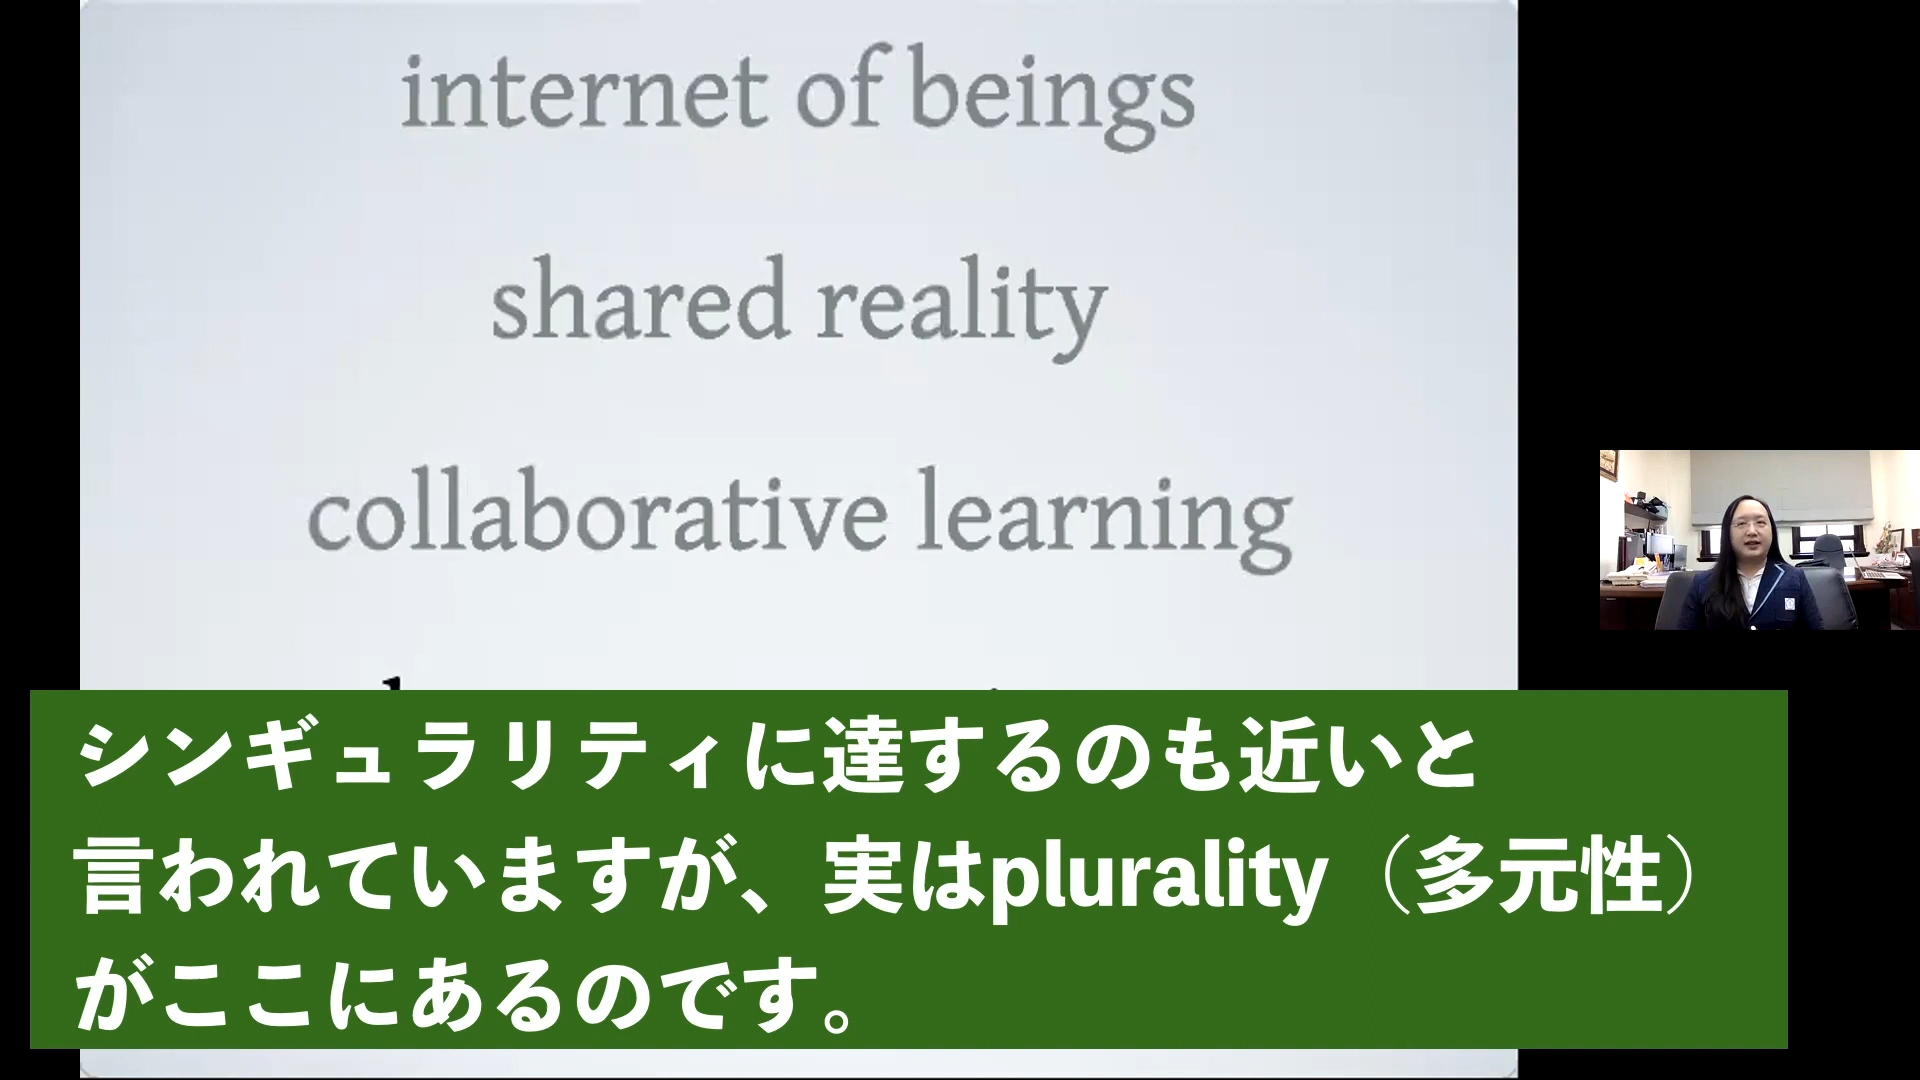 internet of beings
shared reality
collaborative learning
シンギュラリティに達するのも近いと
言われていますが、実はplurality（多元性）
がここにあるのです。